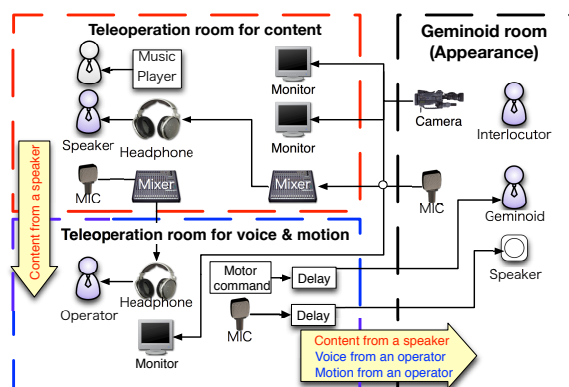 Teleoperation room for content
Geminoid room
(Appearance)
Music
Player
Monitor
Camera
Interlocutor
Speaker
Headphone
Monitor
MIC
Mixer
Mixer
MIC
Geminoid
Content from a speaker
Teleoperation room for voice & motion
Motor
command
Delay
Speaker
Operator
Headphone
MIC
Delay
Monitor
Content from a speaker
Voice from an operator
Motion from an operator